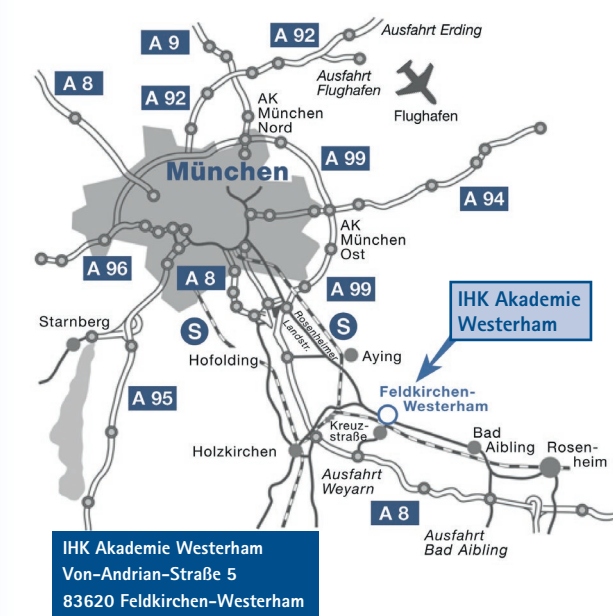 A 9
A 92
Ausfahrt Erding
A 8
Ausfahrt
Flughafen
A 92
AK
München
Nord
Flughafen
A 99
München
A 94
AK
München
Ost
A 96
A 8
A 99
IHK Akademie
Westerham
Starnberg
S
S
Rosenheimer
Landstr.
Hofolding
Aying
A 95
Feldkirchen-
Westerham
Kreuz-
straße
Bad
Aibling
Rosen-
heim
Holzkirchen
Ausfahrt
Weyarn
A 8
Ausfahrt
Bad Aibling
IHK Akademie Westerham
Von-Andrian-Straße 5
83620 Feldkirchen-Westerham